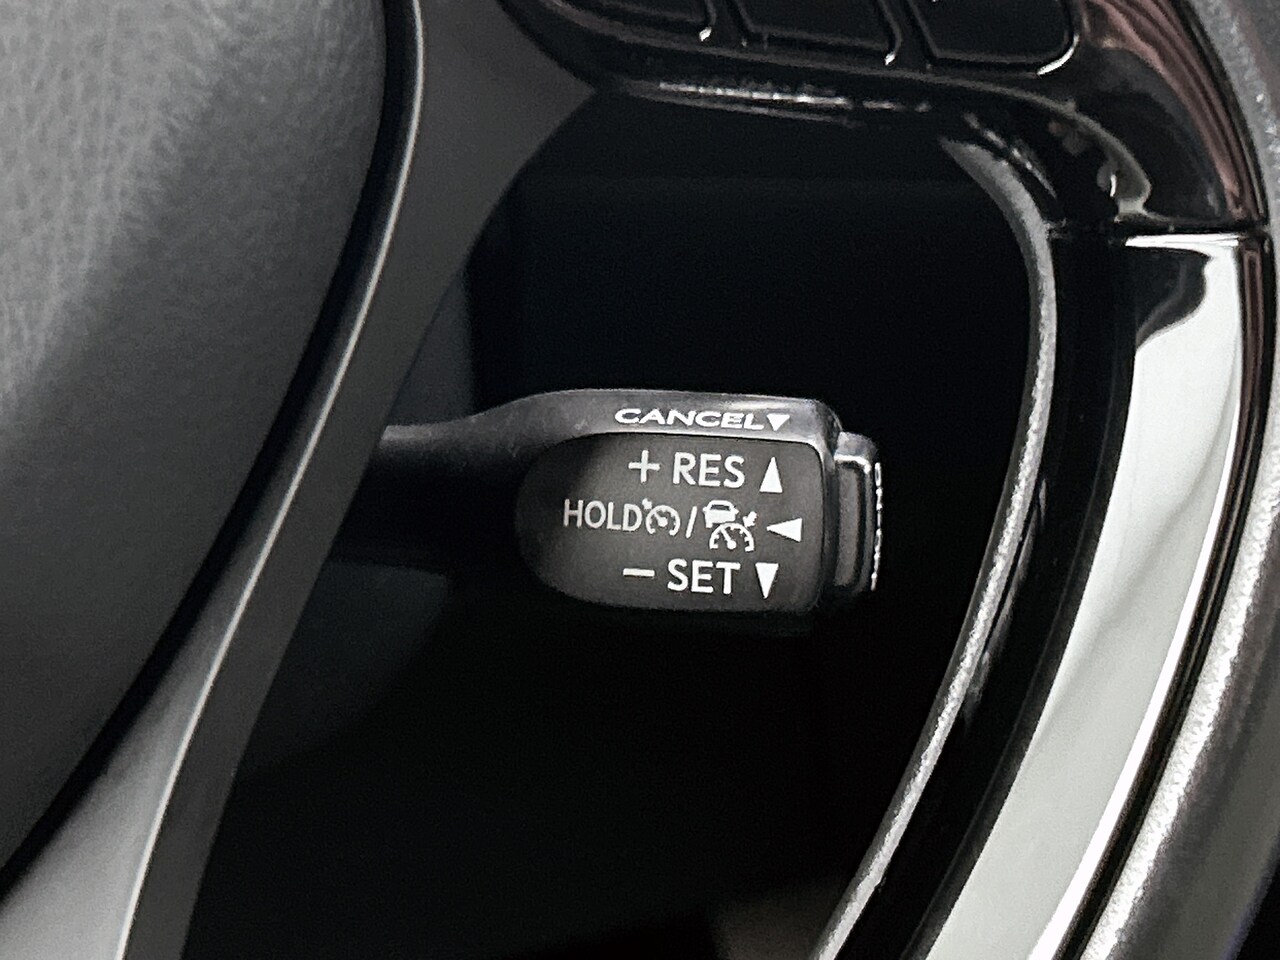 CANCEL▼
+ RES ▲
HOLD / ◀
− SET ▼